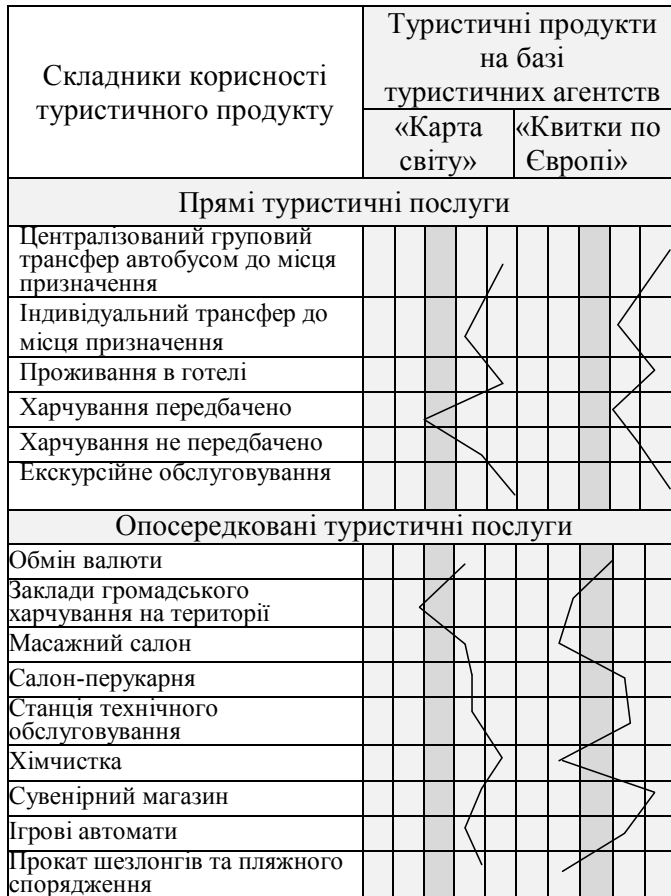 Складники корисності
туристичного продукту
Туристичні продукти
на базі
туристичних агентств
«Карта
світу»
«Квитки по
Європі»
Прямі туристичні послуги
Централізований груповий
трансфер автобусом до місця
призначення
Індивідуальний трансфер до
місця призначення
Проживання в готелі
Харчування передбачено
Харчування не передбачено
Екскурсійне обслуговування
Опосередковані туристичні послуги
Обмін валюти
Заклади громадського
харчування на території
Масажний салон
Салон-перукарня
Станція технічного
обслуговування
Хімчистка
Сувенірний магазин
Ігрові автомати
Прокат шезлонгів та пляжного
спорядження